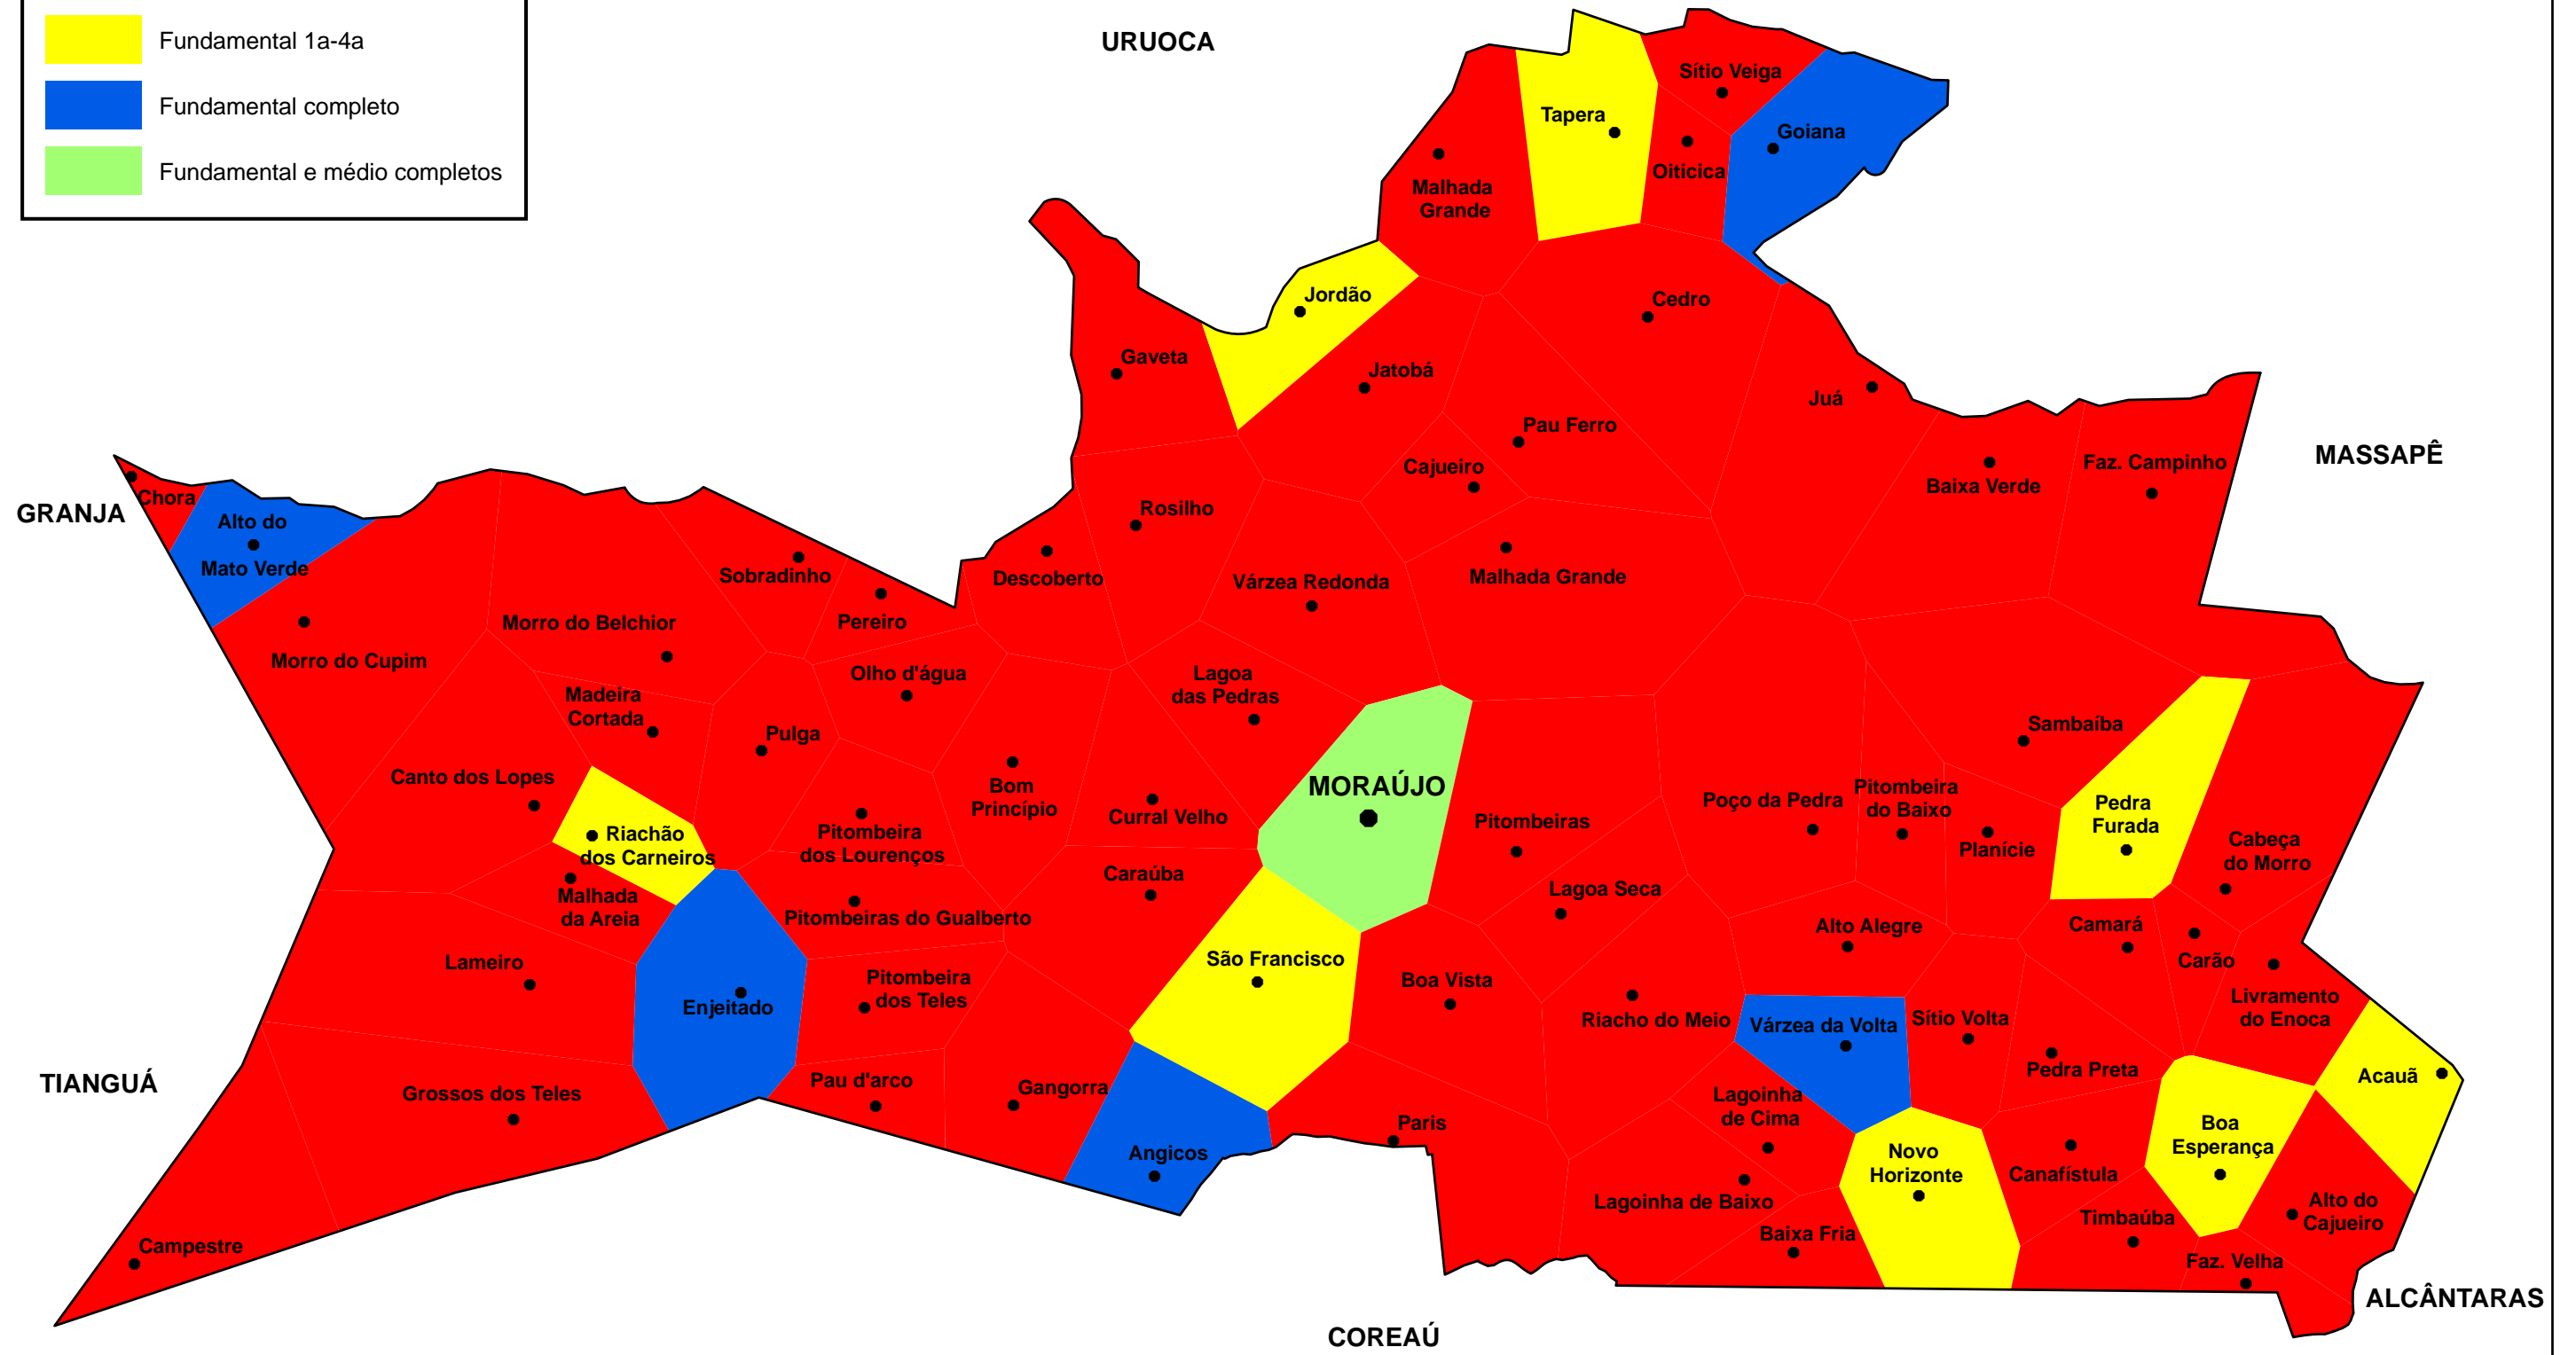 Fundamental 1a-4a
Fundamental completo
Fundamental e médio completos
URUOCA
Sítio Veiga
Tapera
Goiana
Oiticica
Malhada
Grande
Jordão
Cedro
Gaveta
Jatobá
Juá
Pau Ferro
Cajueiro
Baixa Verde
Faz. Campinho
MASSAPÊ
GRANJA
Chora
Alto do
Mato Verde
Rosilho
Sobradinho
Descoberto
Várzea Redonda
Malhada Grande
Pereiro
Morro do Belchior
Morro do Cupim
Olho d'água
Lagoa
das Pedras
Madeira
Cortada
Pulga
Sambaíba
Canto dos Lopes
Bom
Princípio
MORAÚJO
Curral Velho
Pitombeiras
Poço da Pedra
Pitombeira
do Baixo
Planície
Pedra
Furada
Riachão
dos Carneiros
Pitombeira
dos Lourenços
Cabeça
do Morro
Malhada
da Areia
Caraúba
Lagoa Seca
Pitombeiras do Gualberto
Alto Alegre
Camará
Carão
Lameiro
São Francisco
Boa Vista
Pitombeira
dos Teles
Enjeitado
Riacho do Meio
Várzea da Volta
Sítio Volta
Livramento
do Enoca
Pedra Preta
Acauã
TIANGUÁ
Grossos dos Teles
Pau d'arco
Gangorra
Lagoinha
de Cima
Paris
Angicos
Novo
Horizonte
Boa
Esperança
Canafístula
Lagoinha de Baixo
Alto do
Cajueiro
Timbaúba
Baixa Fria
Campestre
Faz. Velha
ALCÂNTARAS
COREAÚ